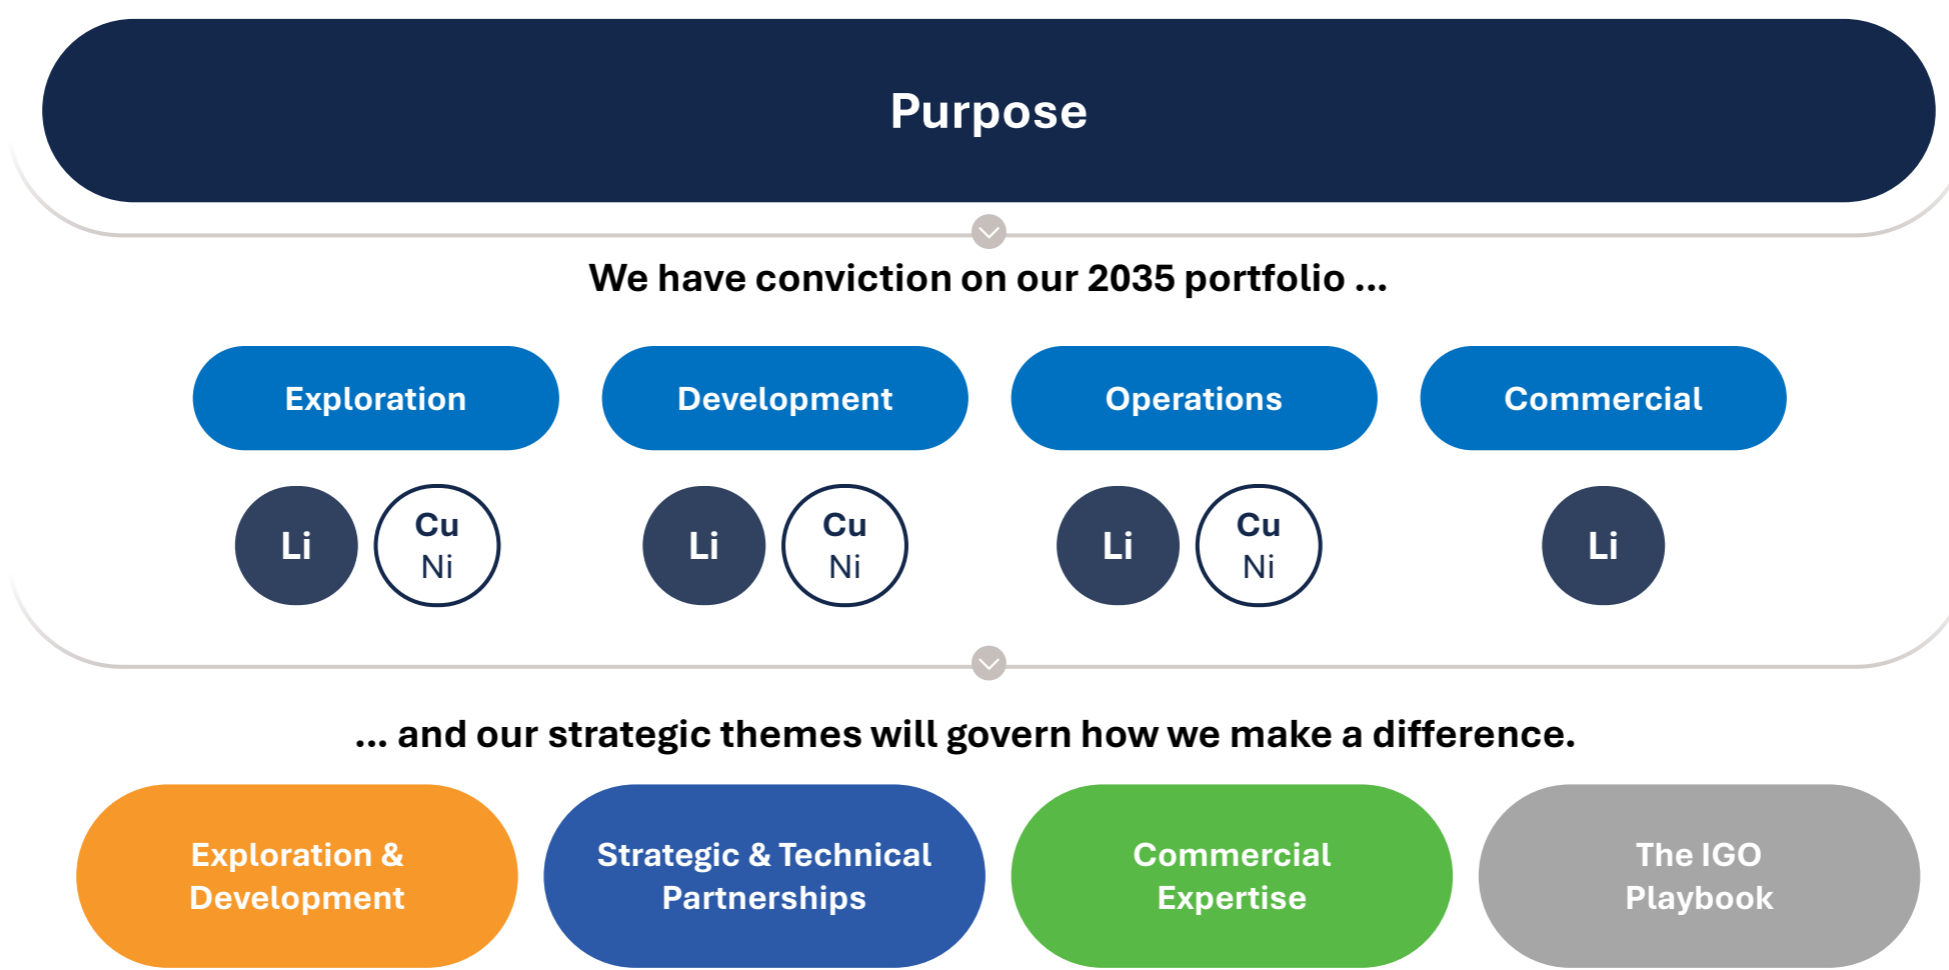 Purpose
We have conviction on our 2035 portfolio ...
Exploration
Development
Operations
Commercial
Li
Cu
Ni
Li
Cu
Ni
Li
Cu
Ni
Li
... and our strategic themes will govern how we make a difference.
Exploration &
Development
Strategic & Technical
Partnerships
Commercial
Expertise
The IGO
Playbook